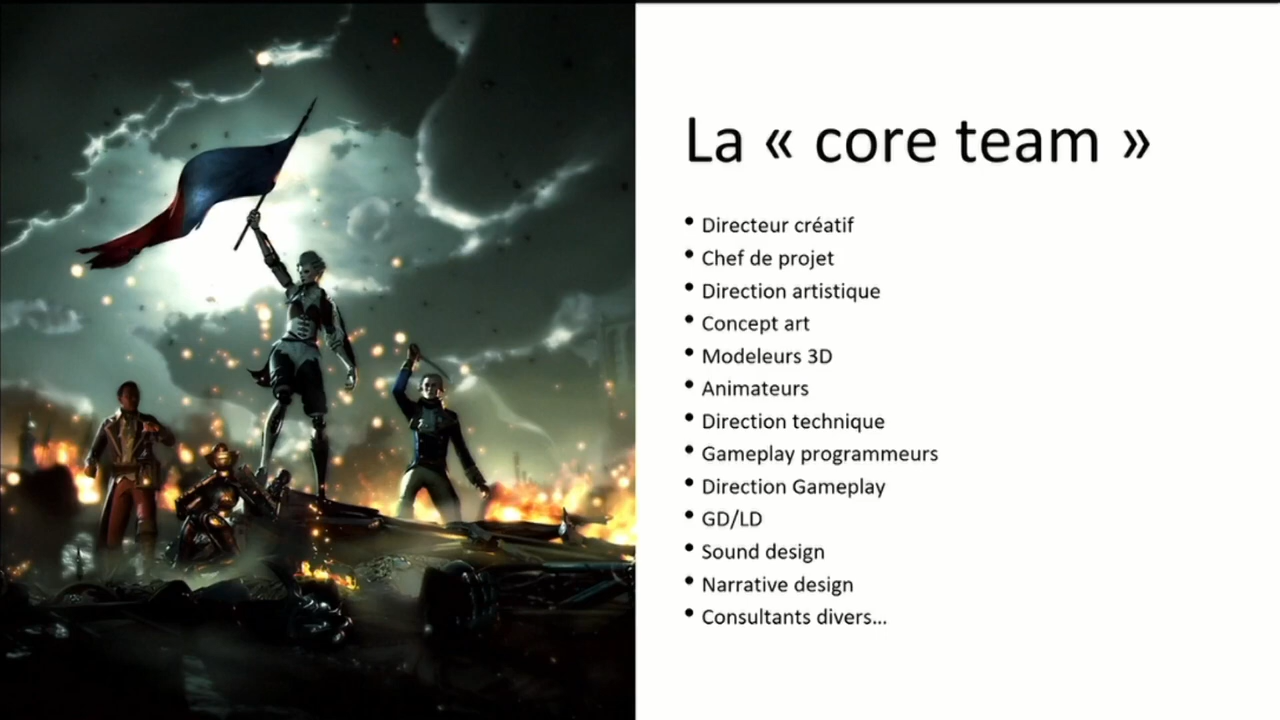 La « core team »
• Directeur créatif
• Chef de projet
• Direction artistique
• Concept art
• Modeleurs 3D
• Animateurs
• Direction technique
• Gameplay programmeurs
• Direction Gameplay
• GD/LD
• Sound design
• Narrative design
• Consultants divers...